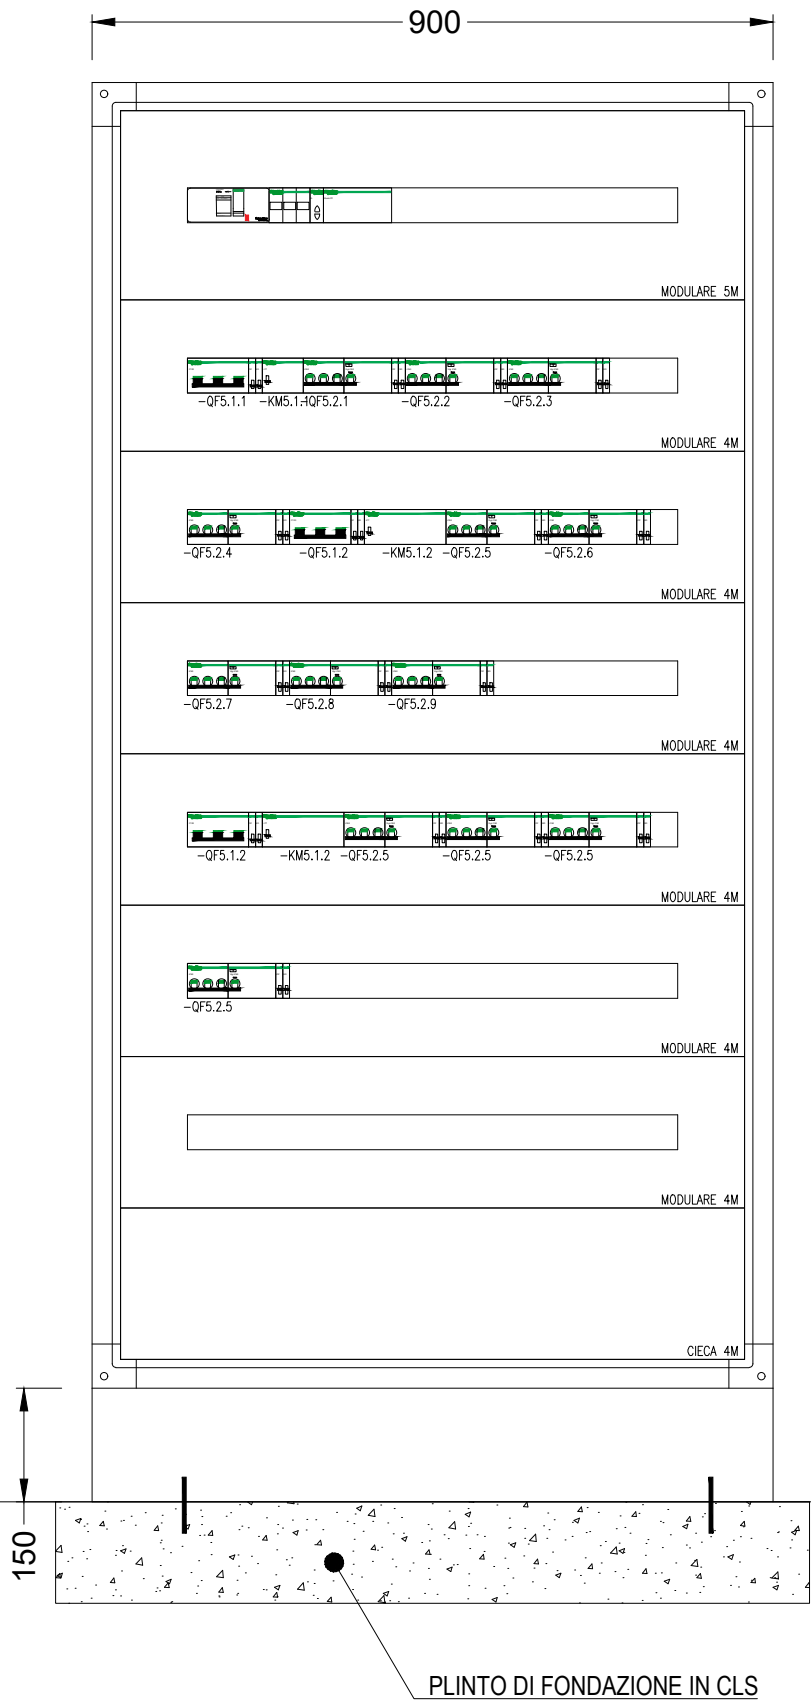 900
MODULARE 5M
-QF5.1.1 -KM5.1.1 -QF5.2.1 -QF5.2.2 -QF5.2.3
MODULARE 4M
-QF5.2.4 -QF5.1.2 -KM5.1.2 -QF5.2.5 -QF5.2.6
MODULARE 4M
-QF5.2.7 -QF5.2.8 -QF5.2.9
MODULARE 4M
-QF5.1.2 -KM5.1.2 -QF5.2.5 -QF5.2.5 -QF5.2.5
MODULARE 4M
-QF5.2.5
MODULARE 4M
MODULARE 4M
CIECA 4M
150
PLINTO DI FONDAZIONE IN CLS